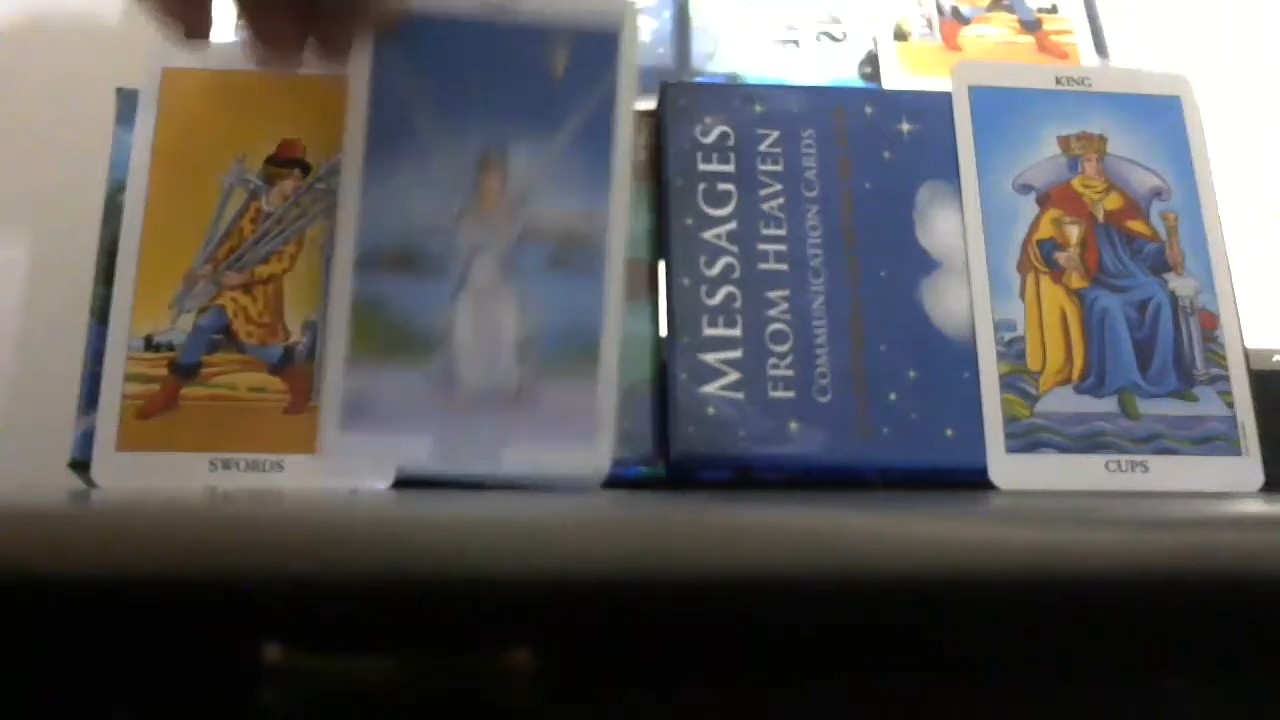 SWORDS
MESSAGES
FROM HEAVEN
COMMUNICATION CARDS
KING
CUPS